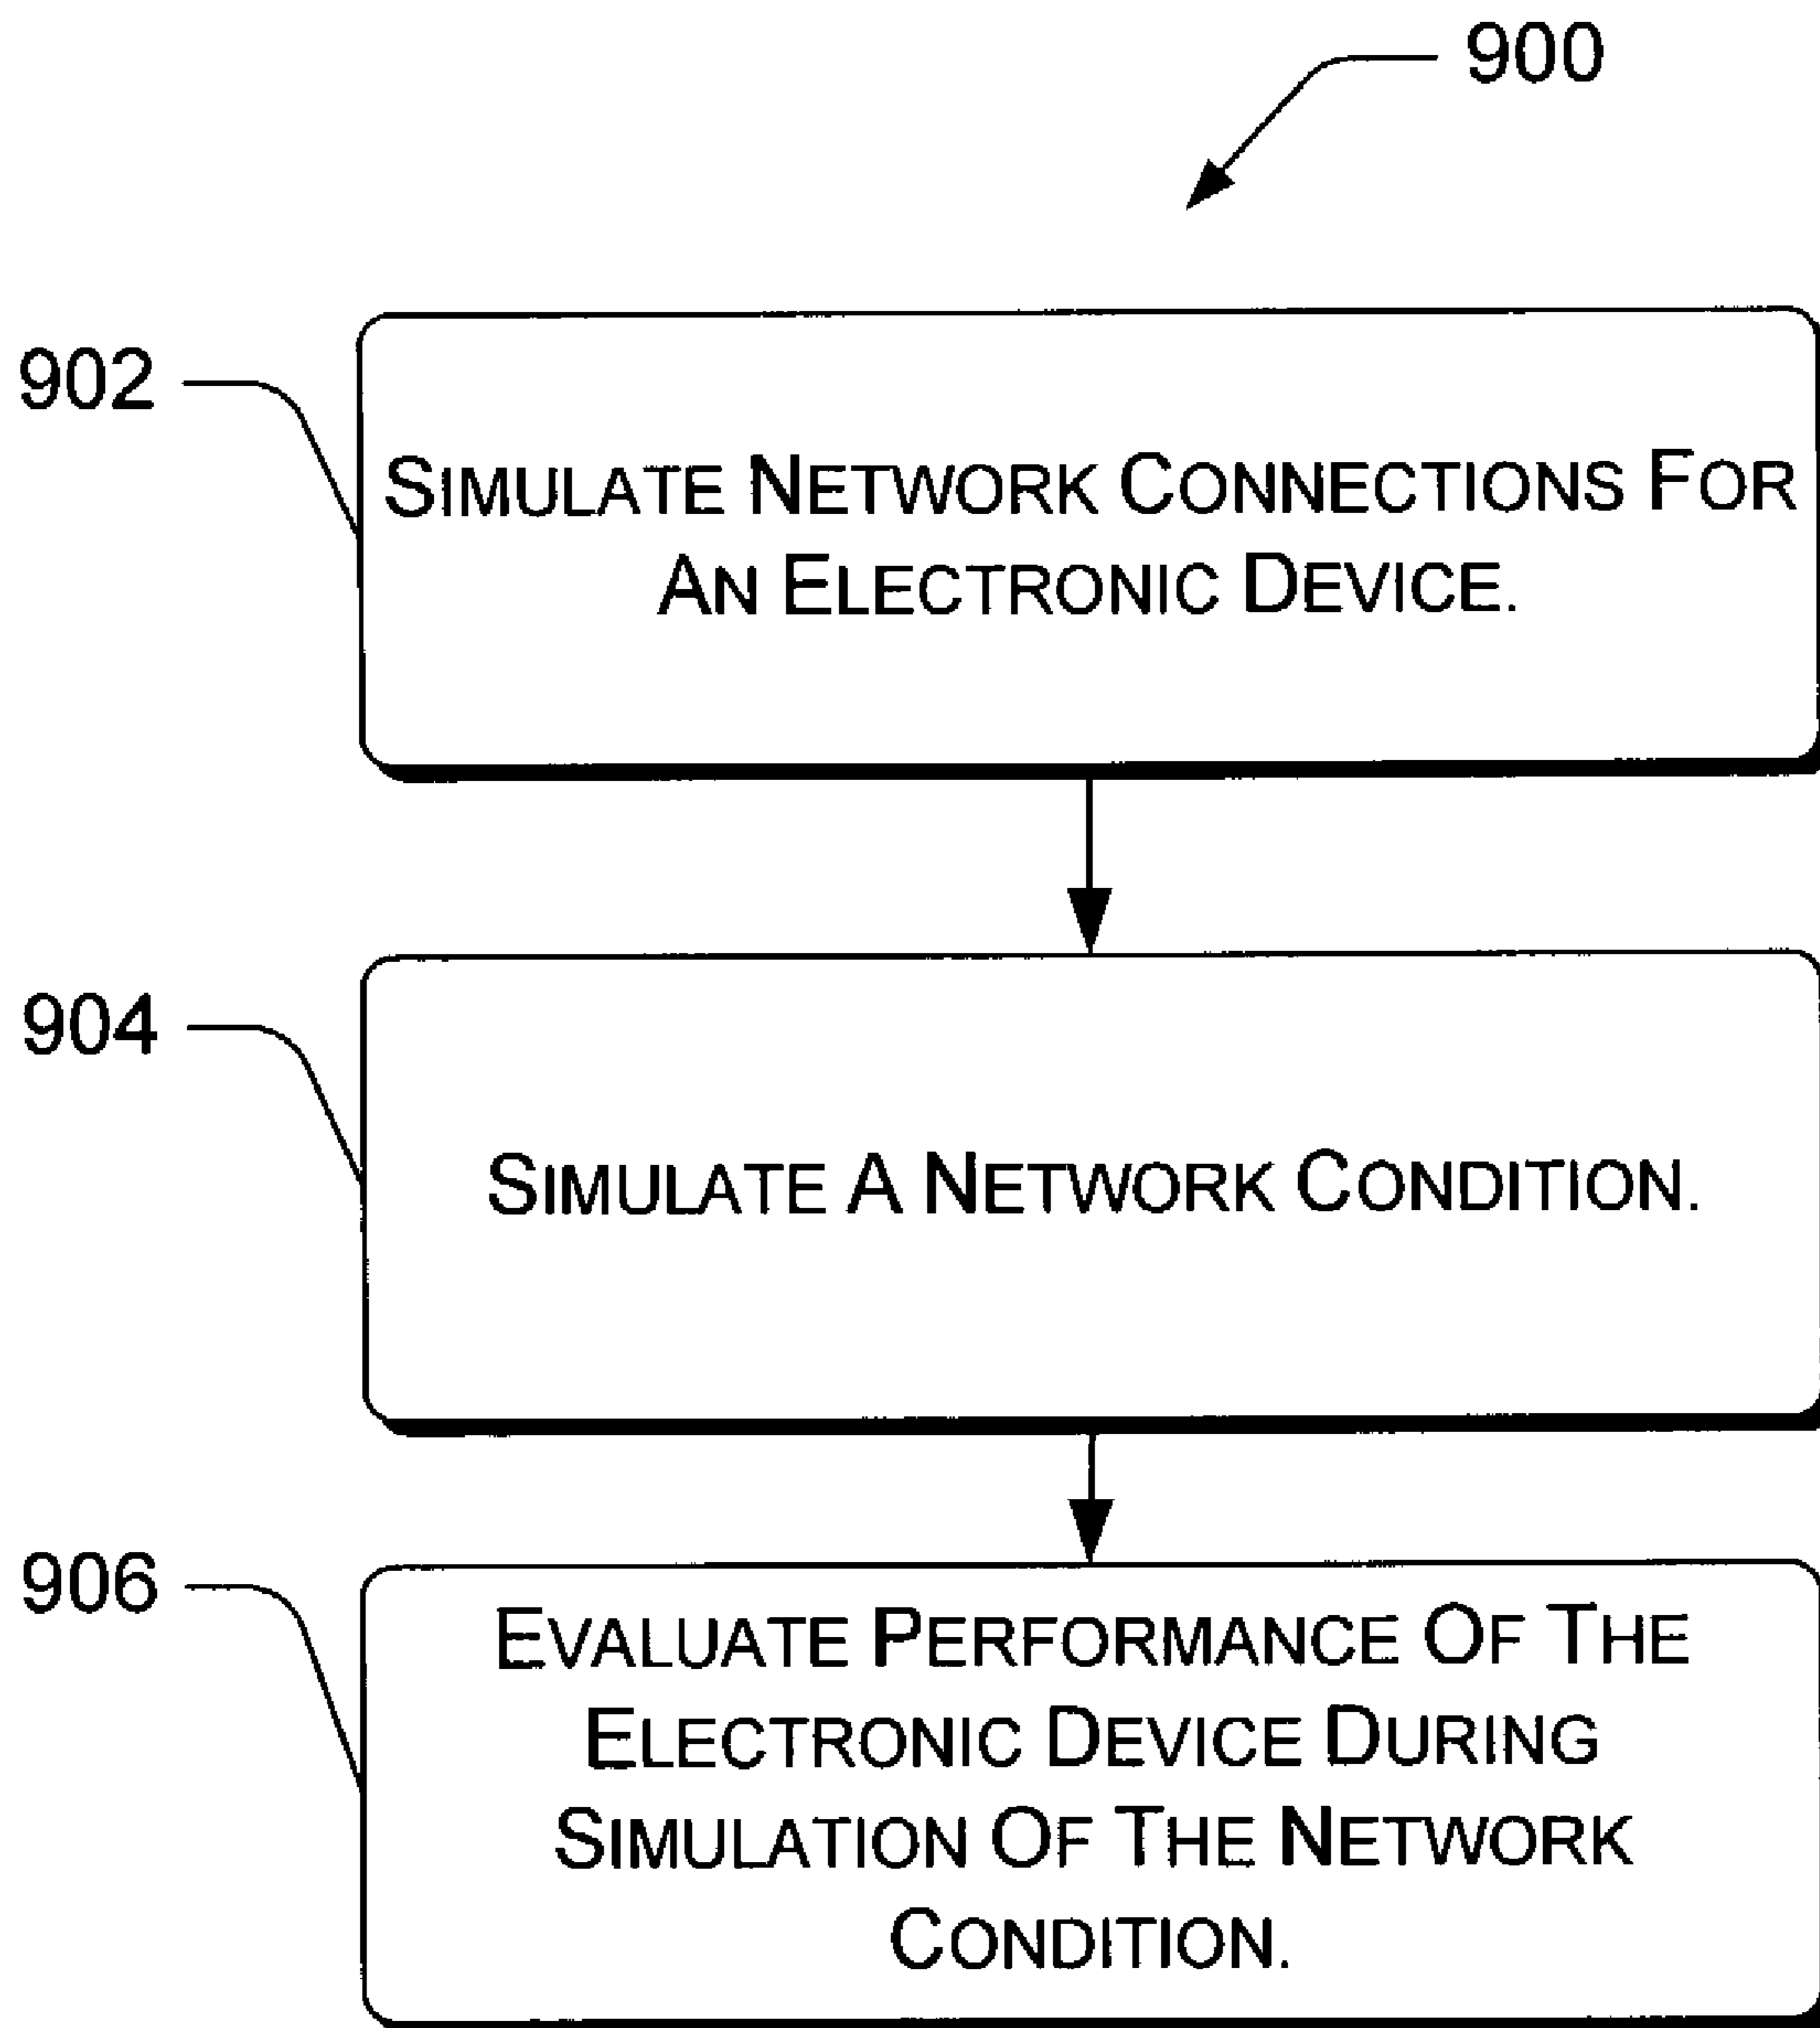 900
902
SIMULATE NETWORK CONNECTIONS FOR
AN ELECTRONIC DEVICE.
904
SIMULATE A NETWORK CONDITION.
906
EVALUATE PERFORMANCE OF THE
ELECTRONIC DEVICE DURING
SIMULATION OF THE NETWORK
CONDITION.